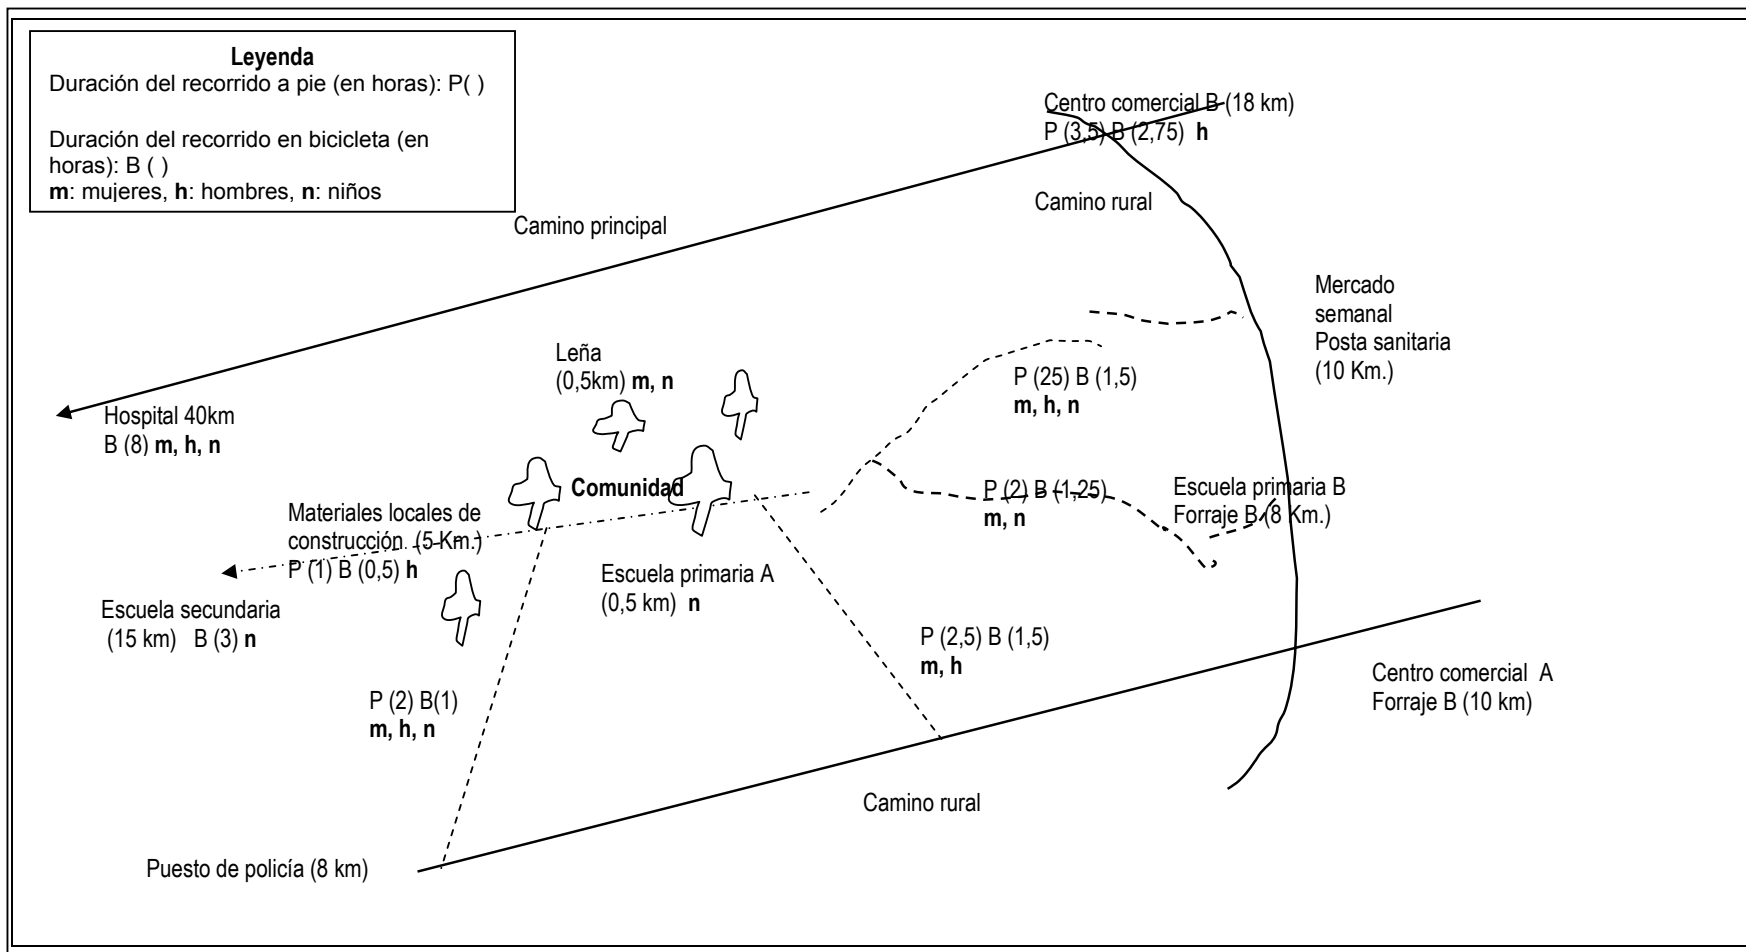 Leyenda
Duración del recorrido a pie (en horas): P( )
Duración del recorrido en bicicleta (en
horas): B ( )
m: mujeres, h: hombres, n: niños
Centro comercial B (18 km)
P (3,5) B (2,75) h
Camino rural
Camino principal
Mercado
semanal
Posta sanitaria
(10 Km.)
Leña
(0,5km) m, n
P (25) B (1,5)
m, h, n
Hospital 40km
B (8) m, h, n
Comunidad
P (2) B (1,25)
m, n
Escuela primaria B
Forraje B (8 Km.)
Materiales locales de
construcción (5 Km.)
P (1) B (0,5) h
Escuela primaria A
(0,5 km) n
Escuela secundaria
(15 km) B (3) n
P (2,5) B (1,5)
m, h
Centro comercial A
Forraje B (10 km)
P (2) B(1)
m, h, n
Camino rural
Puesto de policía (8 km)